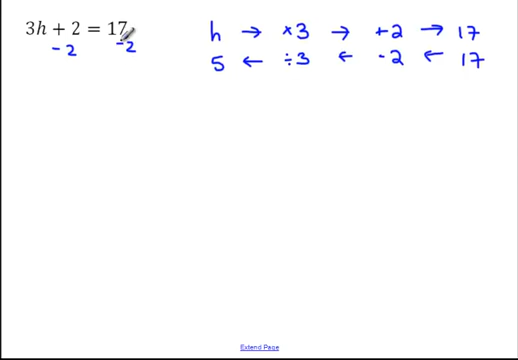 3h + 2 = 17
-2 -2
h → ×3 → +2 → 17
5 ← ÷3 ← -2 ← 17
Extend Page